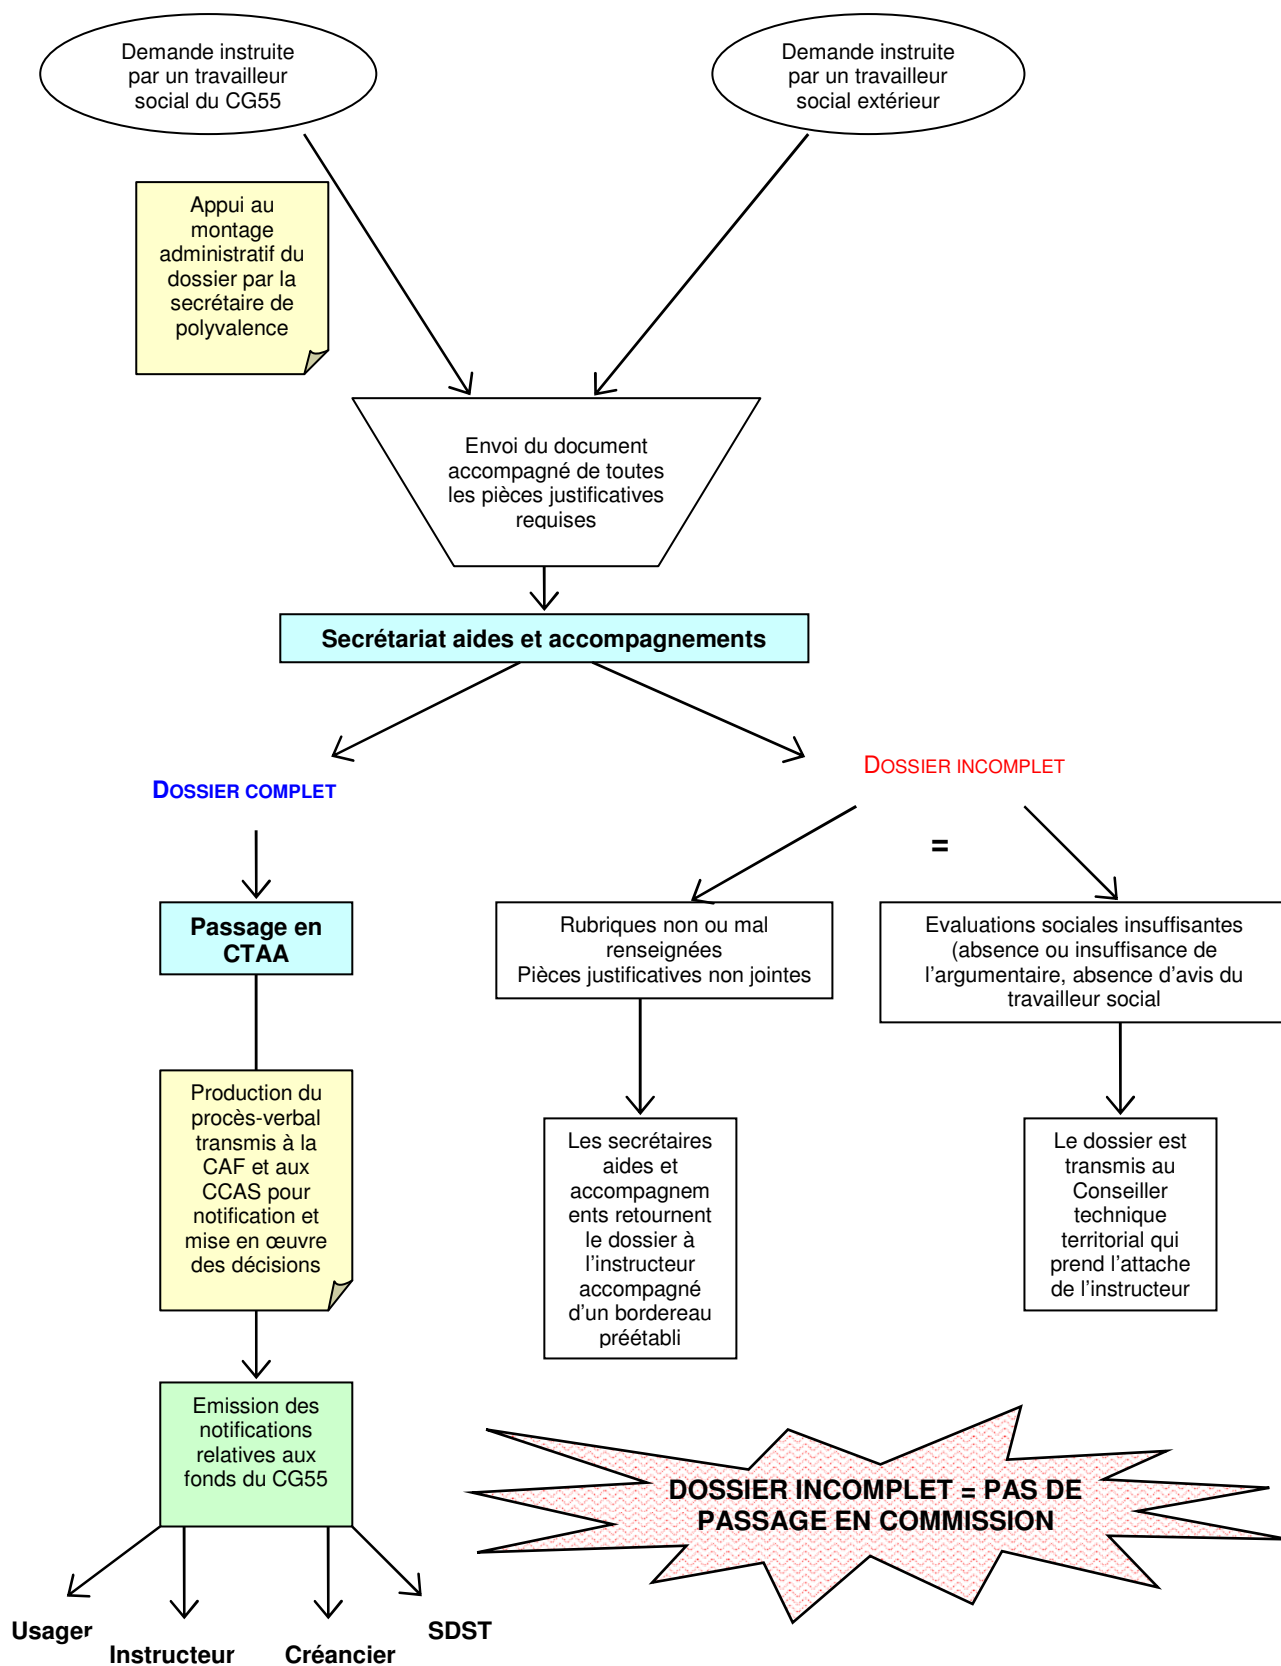 Demande instruite
par un travailleur
social du CG55
Demande instruite
par un travailleur
social extérieur
Appui au
montage
administratif du
dossier par la
secrétaire de
polyvalence
Envoi du document
accompagné de toutes
les pièces justificatives
requises
Secrétariat aides et accompagnements
DOSSIER COMPLET
DOSSIER INCOMPLET
=
Passage en
CTAA
Rubriques non ou mal
renseignées
Pièces justificatives non jointes
Evaluations sociales insuffisantes
(absence ou insuffisance de
l'argumentaire, absence d'avis du
travailleur social
Production du
procès-verbal
transmis à la
CAF et aux
CCAS pour
notification et
mise en œuvre
des décisions
Les secrétaires
aides et
accompagnem
ents retournent
le dossier à
l'instructeur
accompagné
d'un bordereau
préétabli
Le dossier est
transmis au
Conseiller
technique
territorial qui
prend l'attache
de l'instructeur
Emission des
notifications
relatives aux
fonds du CG55
DOSSIER INCOMPLET = PAS DE
PASSAGE EN COMMISSION
Usager
Instructeur
Créancier
SDST